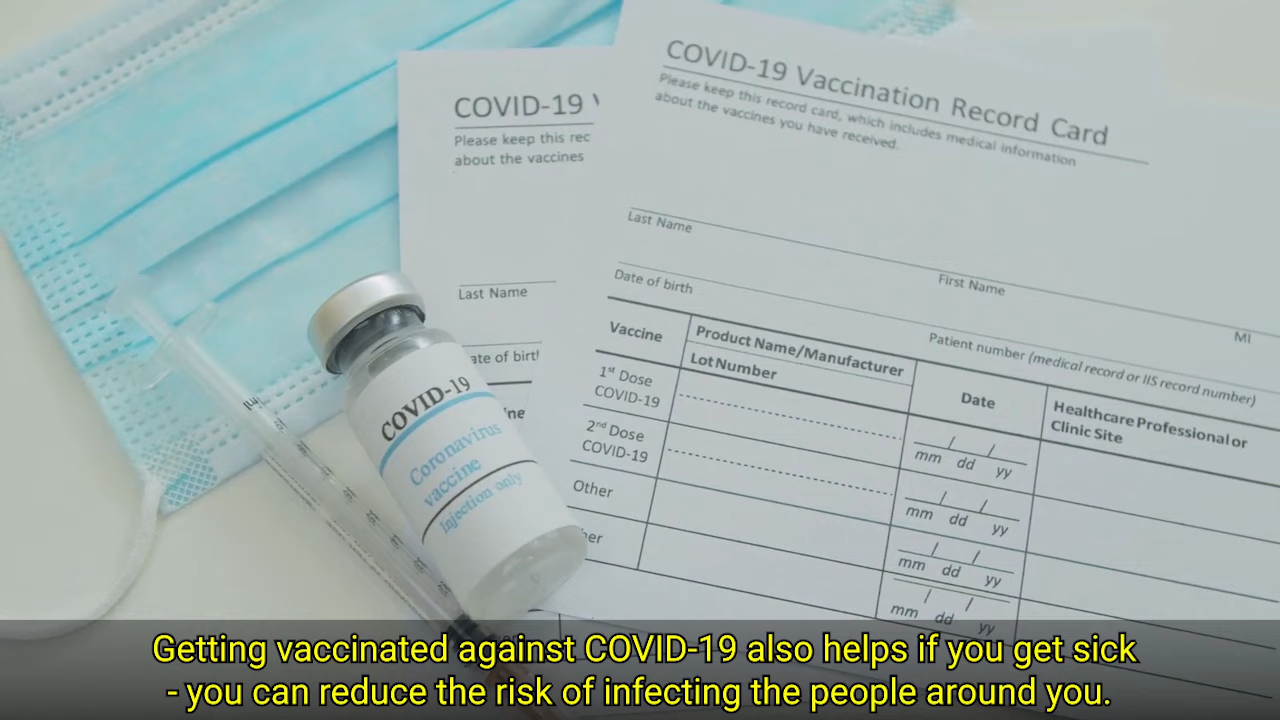 COVID-19 Vaccination Record Card
Please keep this record card, which includes medical information
about the vaccines you have received.
Last Name
First Name
MI
Date of birth
Patient number (medical record or IIS record number)
Vaccine
Product Name/Manufacturer
Lot Number
Date
Healthcare Professional or
Clinic Site
1st Dose
COVID-19
mm dd yy
2nd Dose
COVID-19
mm dd yy
Other
mm dd yy
mm dd yy
COVID-19
Please keep this rec
about the vaccines
Last Name
ate of birt
COVID-19
Coronavirus
vaccine
Injection only
Getting vaccinated against COVID-19 also helps if you get sick
- you can reduce the risk of infecting the people around you.